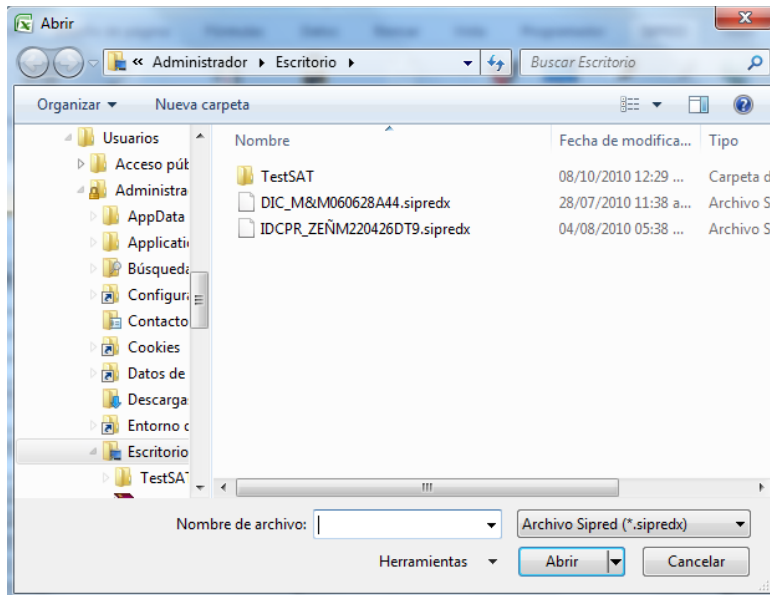 Abrir
« Administrador Escritorio
Buscar Escritorio
Organizar Nueva carpeta
Nombre Fecha de modifica... Tipo
Usuarios
Acceso púb
Administra
AppData
Applicati
Búsqueda
Configura
Contacto
Cookies
Datos de
Descarga
Entorno d
Escritorio
TestSAT
TestSAT 08/10/2010 12:29 ... Carpeta d
DIC_M&M060628A44.sipredx 28/07/2010 11:38 a... Archivo S
IDCPR_ZEÑM220426DT9.sipredx 04/08/2010 05:38 ... Archivo S
Nombre de archivo: Archivo Sipred (*.sipredx)
Herramientas Abrir Cancelar